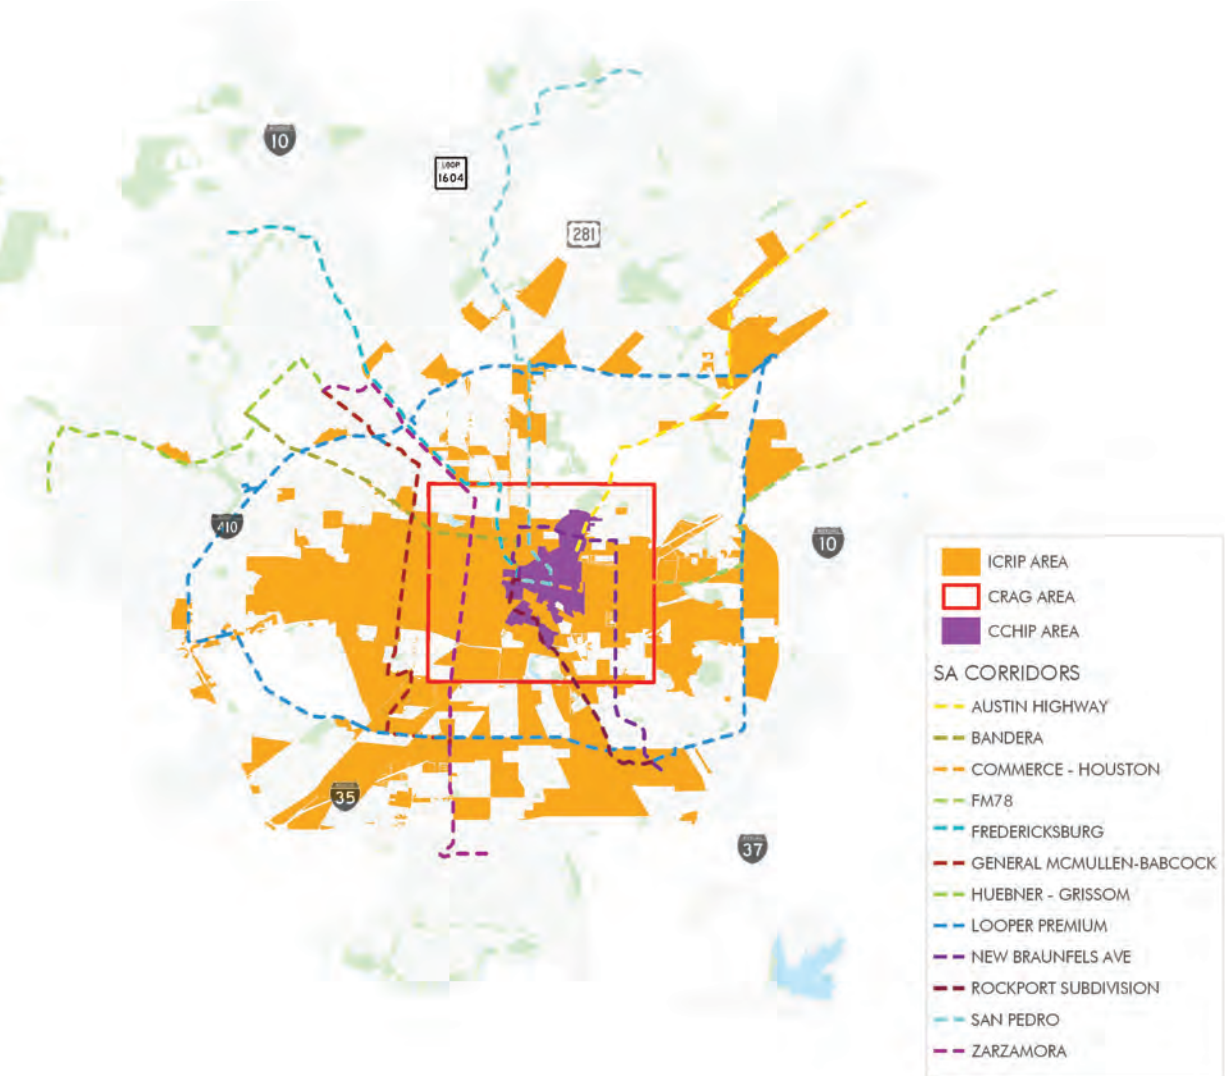 10
LOOP
1604
281
410
10
35
37
ICRIP AREA
CRAG AREA
CCHIP AREA
SA CORRIDORS
AUSTIN HIGHWAY
BANDERA
COMMERCE - HOUSTON
FM78
FREDERICKSBURG
GENERAL MCMULLEN-BABCOCK
HUEBNER - GRISSOM
LOOPER PREMIUM
NEW BRAUNFELS AVE
ROCKPORT SUBDIVISION
SAN PEDRO
ZARZAMORA